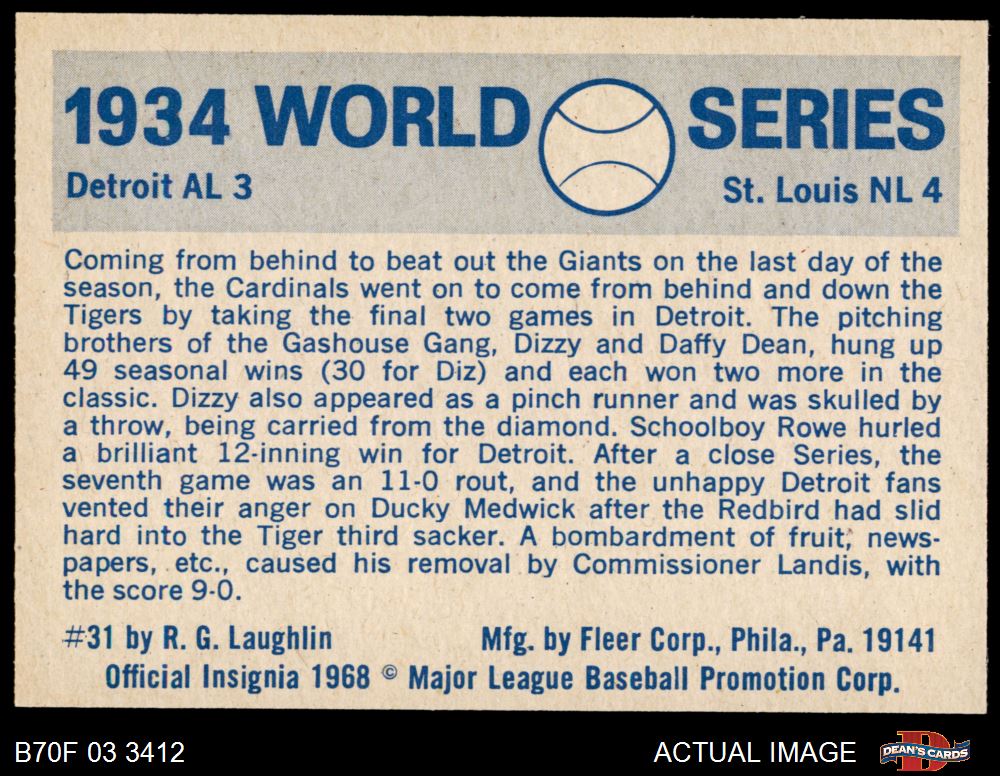 1934 WORLD SERIES
Detroit AL 3 St. Louis NL 4
Coming from behind to beat out the Giants on the last day of the
season, the Cardinals went on to come from behind and down the
Tigers by taking the final two games in Detroit. The pitching
brothers of the Gashouse Gang, Dizzy and Daffy Dean, hung up
49 seasonal wins (30 for Diz) and each won two more in the
classic. Dizzy also appeared as a pinch runner and was skulled by
a throw, being carried from the diamond. Schoolboy Rowe hurled
a brilliant 12-inning win for Detroit. After a close Series, the
seventh game was an 11-0 rout, and the unhappy Detroit fans
vented their anger on Ducky Medwick after the Redbird had slid
hard into the Tiger third sacker. A bombardment of fruit, news-
papers, etc., caused his removal by Commissioner Landis, with
the score 9-0.
#31 by R. G. Laughlin Mfg. by Fleer Corp., Phila., Pa. 19141
Official Insignia 1968 © Major League Baseball Promotion Corp.
B70F 03 3412 ACTUAL IMAGE D DEAN'S CARDS